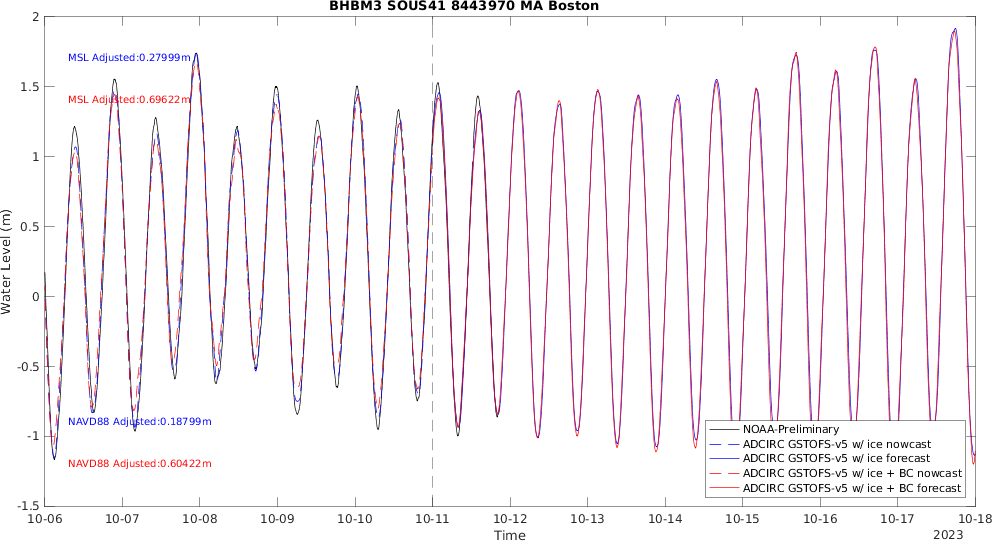 BHBM3 SOUS41 8443970 MA Boston
2
MSL Adjusted:0.27999m
1.5
MSL Adjusted:0.69622m
1
0.5
Water Level (m)
0
-0.5
NAVD88 Adjusted:0.18799m
NOAA-Preliminary
-1
ADCIRC GSTOFS-v5 w/ ice nowcast
ADCIRC GSTOFS-v5 w/ ice forecast
NAVD88 Adjusted:0.60422m
ADCIRC GSTOFS-v5 w/ ice + BC nowcast
ADCIRC GSTOFS-v5 w/ ice + BC forecast
-1.5
10-06 10-07 10-08 10-09 10-10 10-11 10-12 10-13 10-14 10-15 10-16 10-17 10-18
Time
2023